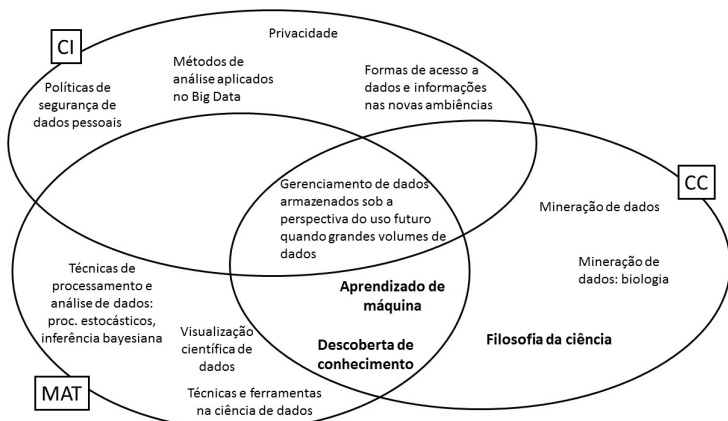 Privacidade
CI
Métodos de
análise aplicados
no Big Data
Formas de acesso a
dados e informações
nas novas ambiências
Políticas de
segurança de
dados pessoais
CC
Gerenciamento de dados
armazenados sob a
perspectiva do uso futuro
quando grandes volumes de
dados
Mineração de dados
Mineração de
dados: biologia
Técnicas de
processamento e
análise de dados:
proc. estocásticos,
inferência bayesiana
Aprendizado de
máquina
Visualização
científica de
dados
Descoberta de
conhecimento
Filosofia da ciência
MAT
Técnicas e ferramentas
na ciência de dados